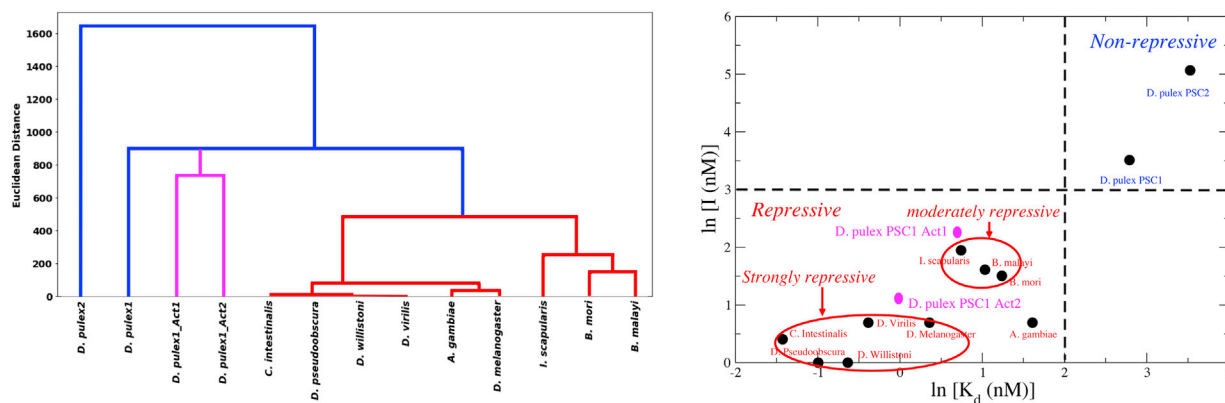 1600
1400
1200
1000
800
600
400
200
0
Euclidean Distance
D. pulex2
D. pulex1
D. pulex1_Act1
D. pulex1_Act2
C. intestinalis
D. pseudoobscura
D. willistoni
D. virilis
A. gambiae
D. melanogaster
I. scapularis
B. mori
B. malayi
6
5
4
3
2
1
0
ln [I (nM)]
Non-repressive
D. pulex PSC2
D. pulex PSC1
Repressive
moderately repressive
D. pulex PSC1 Act1
I. scapularis
B. malayi
B. mori
Strongly repressive
D. pulex PSC1 Act2
D. Virilis
C. Intestinalis
D. Melanogaster
A. gambiae
D. Pseudoobscura
D. Willistoni
-2
-1
0
1
2
3
ln [K_d (nM)]